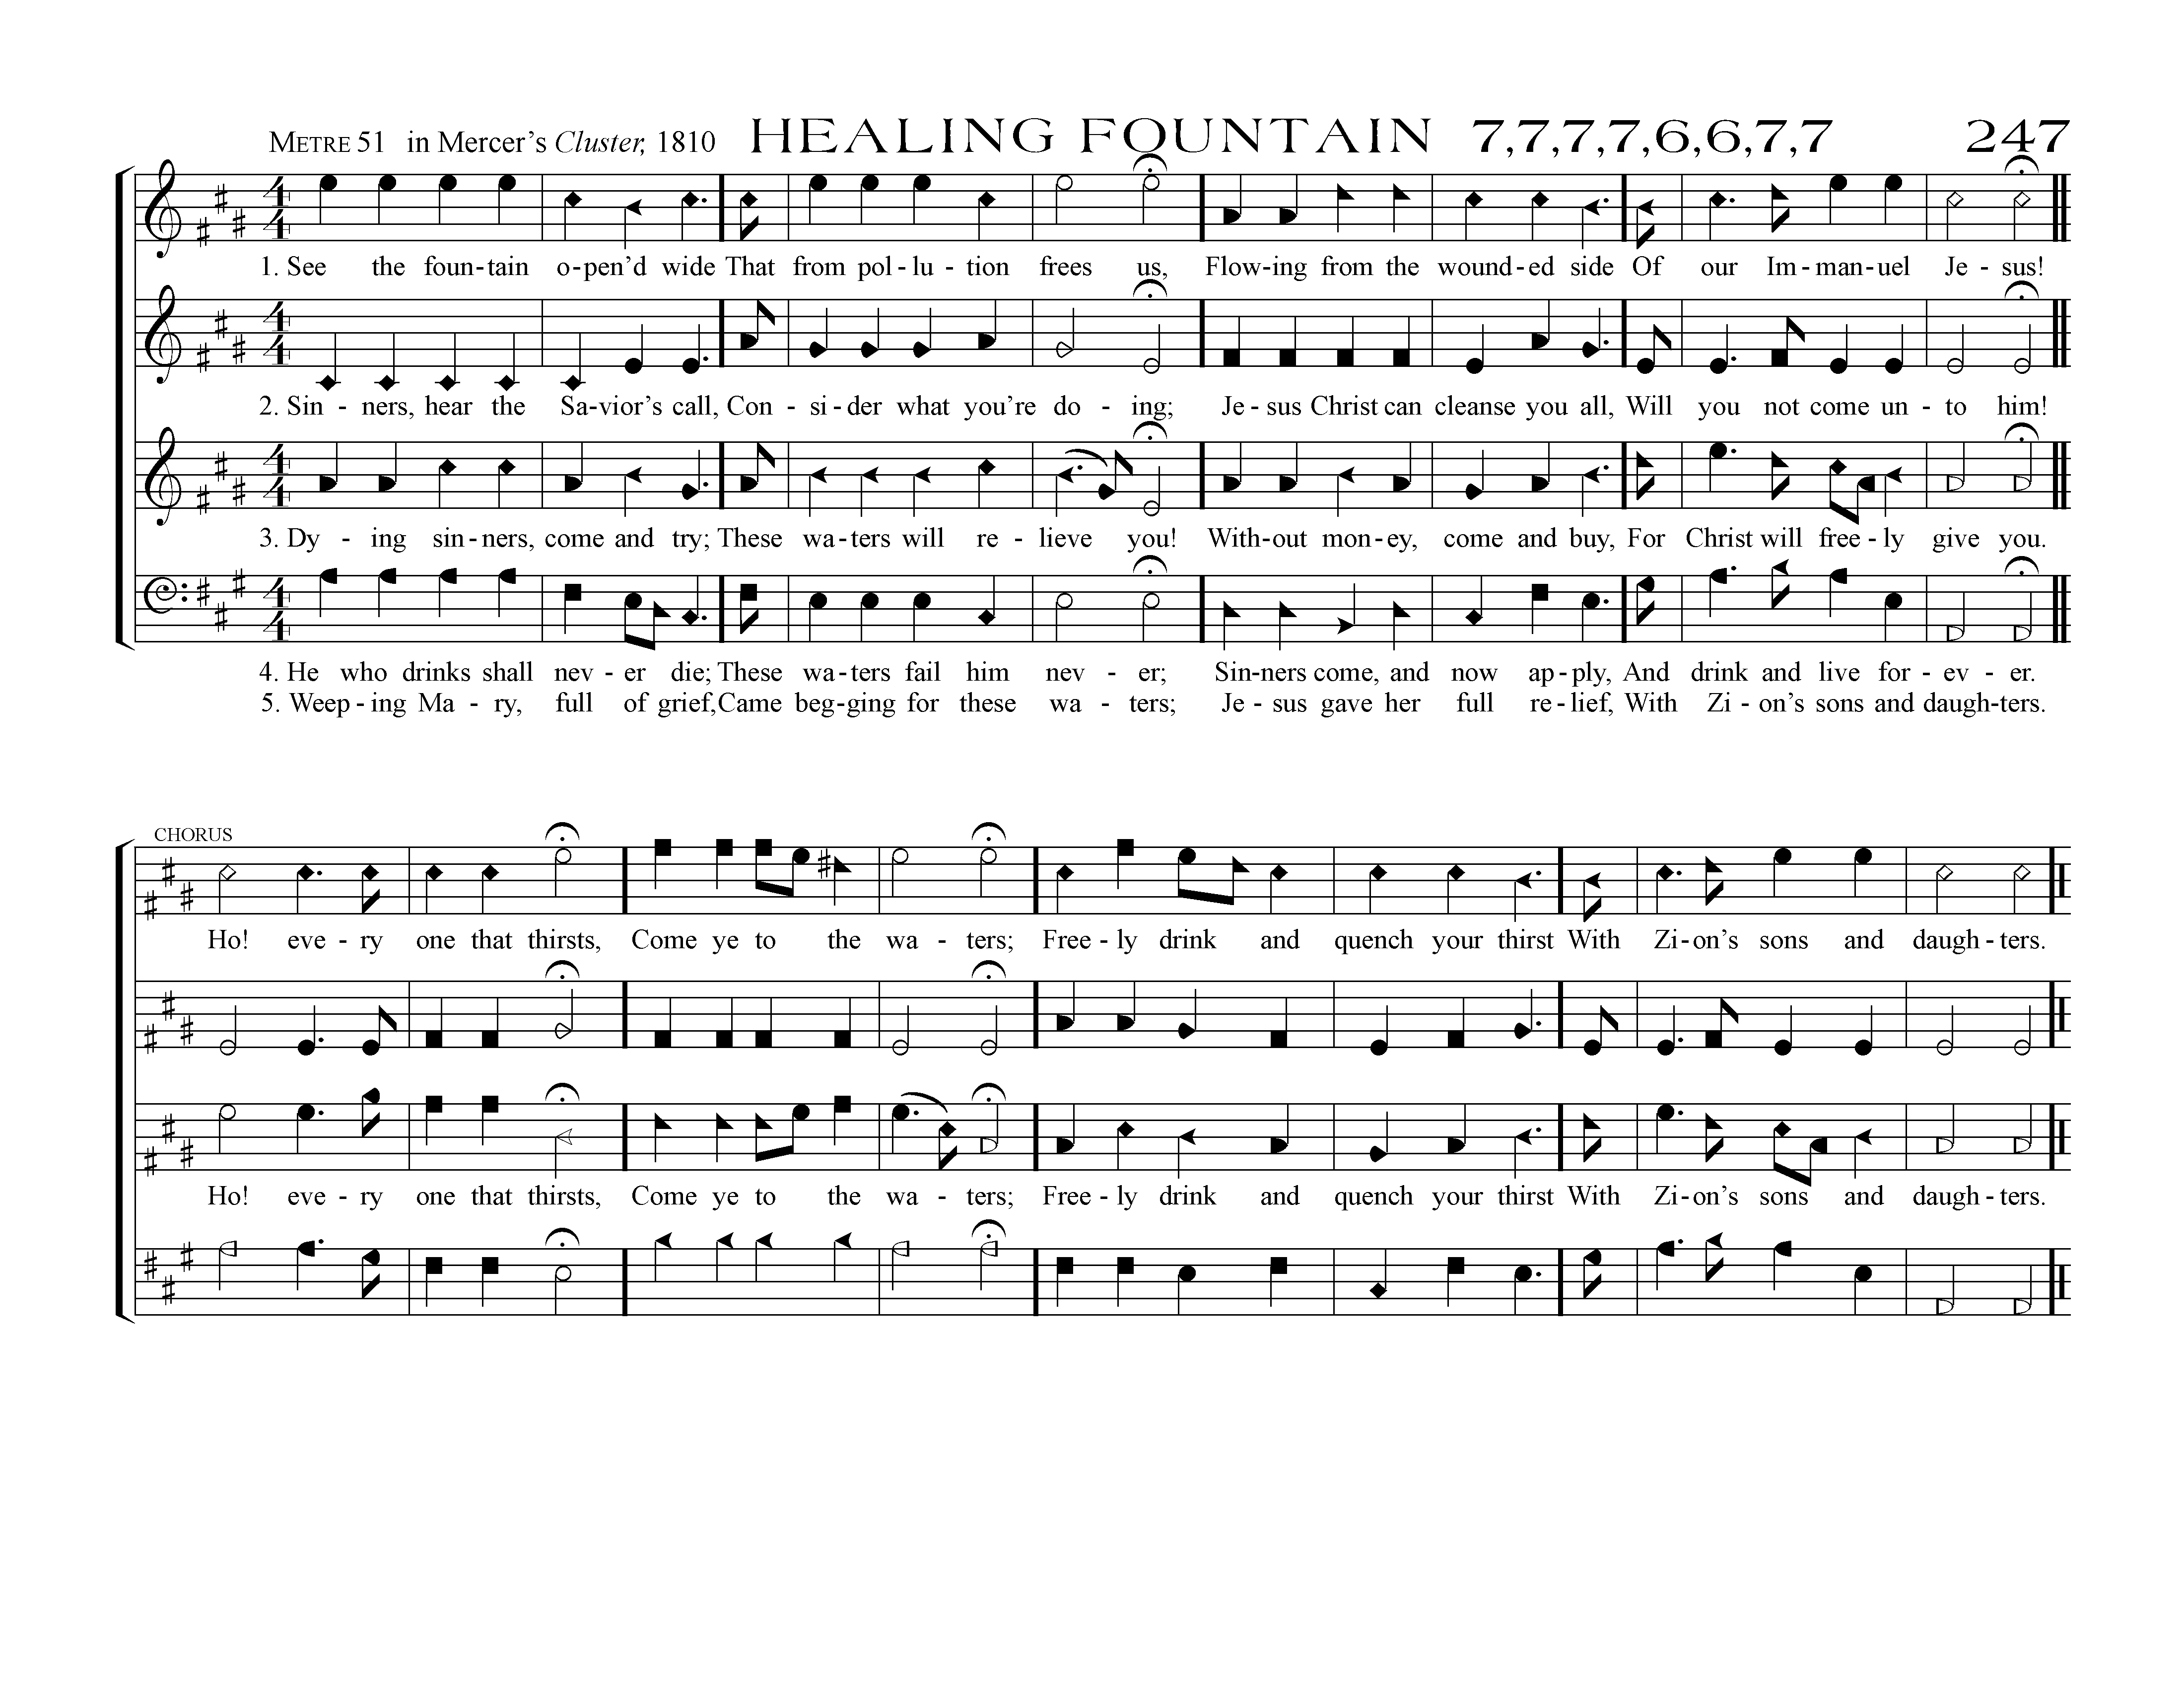 METRE 51 in Mercer’s Cluster, 1810 HEALING FOUNTAIN 7,7,7,7,6,6,7,7 247
4 4
1. See the foun-tain o-pen’d wide That from pol-lu-tion frees us, Flow-ing from the wound-ed side Of our Im-man-uel Je-sus!
4 4
2. Sin-ners, hear the Sa-vior’s call, Con-si-der what you’re do-ing; Je-sus Christ can cleanse you all, Will you not come un-to him!
4 4
3. Dy-ing sin-ners, come and try; These wa-ters will re-lieve you! With-out mon-ey, come and buy, For Christ will free-ly give you.
4 4
4. He who drinks shall nev-er die; These wa-ters fail him nev-er; Sin-ners come, and now ap-ply, And drink and live for-ev-er.
5. Weep-ing Ma-ry, full of grief, Came beg-ging for these wa-ters; Je-sus gave her full re-lief, With Zi-on’s sons and daugh-ters.
CHORUS
Ho! eve-ry one that thirsts, Come ye to the wa-ters; Free-ly drink and quench your thirst With Zi-on’s sons and daugh-ters.
Ho! eve-ry one that thirsts, Come ye to the wa-ters; Free-ly drink and quench your thirst With Zi-on’s sons and daugh-ters.